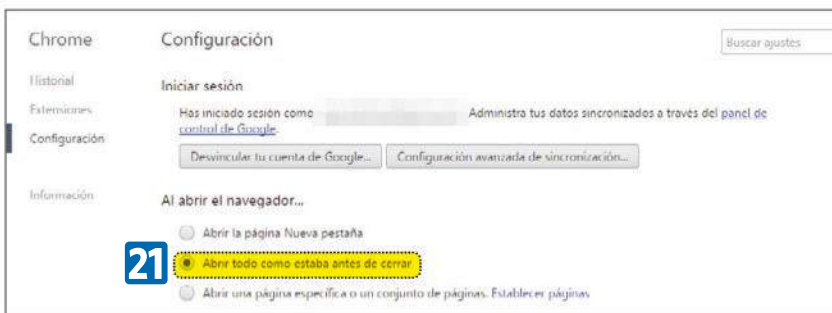 Chrome
Configuración
Buscar ajustes
Historial
Extensiones
Configuración
Información
Iniciar sesión
Has iniciado sesión como Administra tus datos sincronizados a través del panel de
control de Google.
Desvincular tu cuenta de Google... Configuración avanzada de sincronización...
Al abrir el navegador...
Abrir la página Nueva pestaña
21 Abrir todo como estaba antes de cerrar
Abrir una página específica o un conjunto de páginas. Establecer páginas